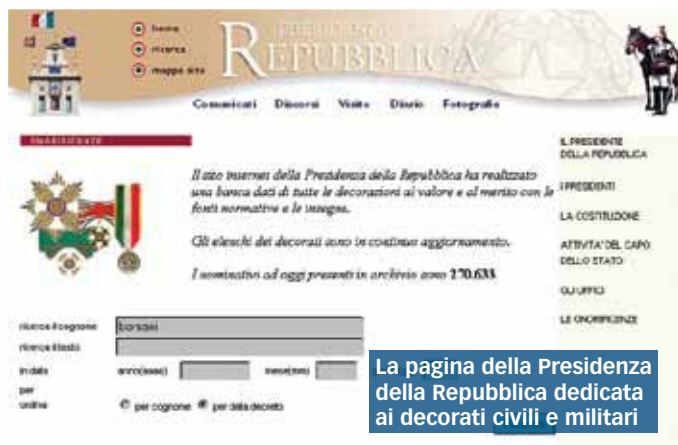 home
ricerca
mappa sito
PRESIDENZA DELLA
REPUBBLICA
Comunicati Discorsi Visite Diario Fotografie
ONORIFICENZE
Il sito internet della Presidenza della Repubblica ha realizzato
una banca dati di tutte le decorazioni al valore e al merito con le
fonti normative e le insegne.
Gli elenchi dei decorati sono in continuo aggiornamento.
I nominativi ad oggi presenti in archivio sono 270.633
IL PRESIDENTE
DELLA REPUBBLICA
I PRESIDENTI
LA COSTITUZIONE
ATTIVITA' DEL CAPO
DELLO STATO
GLI UFFICI
LE ONORIFICENZE
ricerca il cognome
ricerca il testo
in data anno(aaaa) mese(mm)
per
ordina per cognome per data decreto
La pagina della Presidenza
della Repubblica dedicata
ai decorati civili e militari